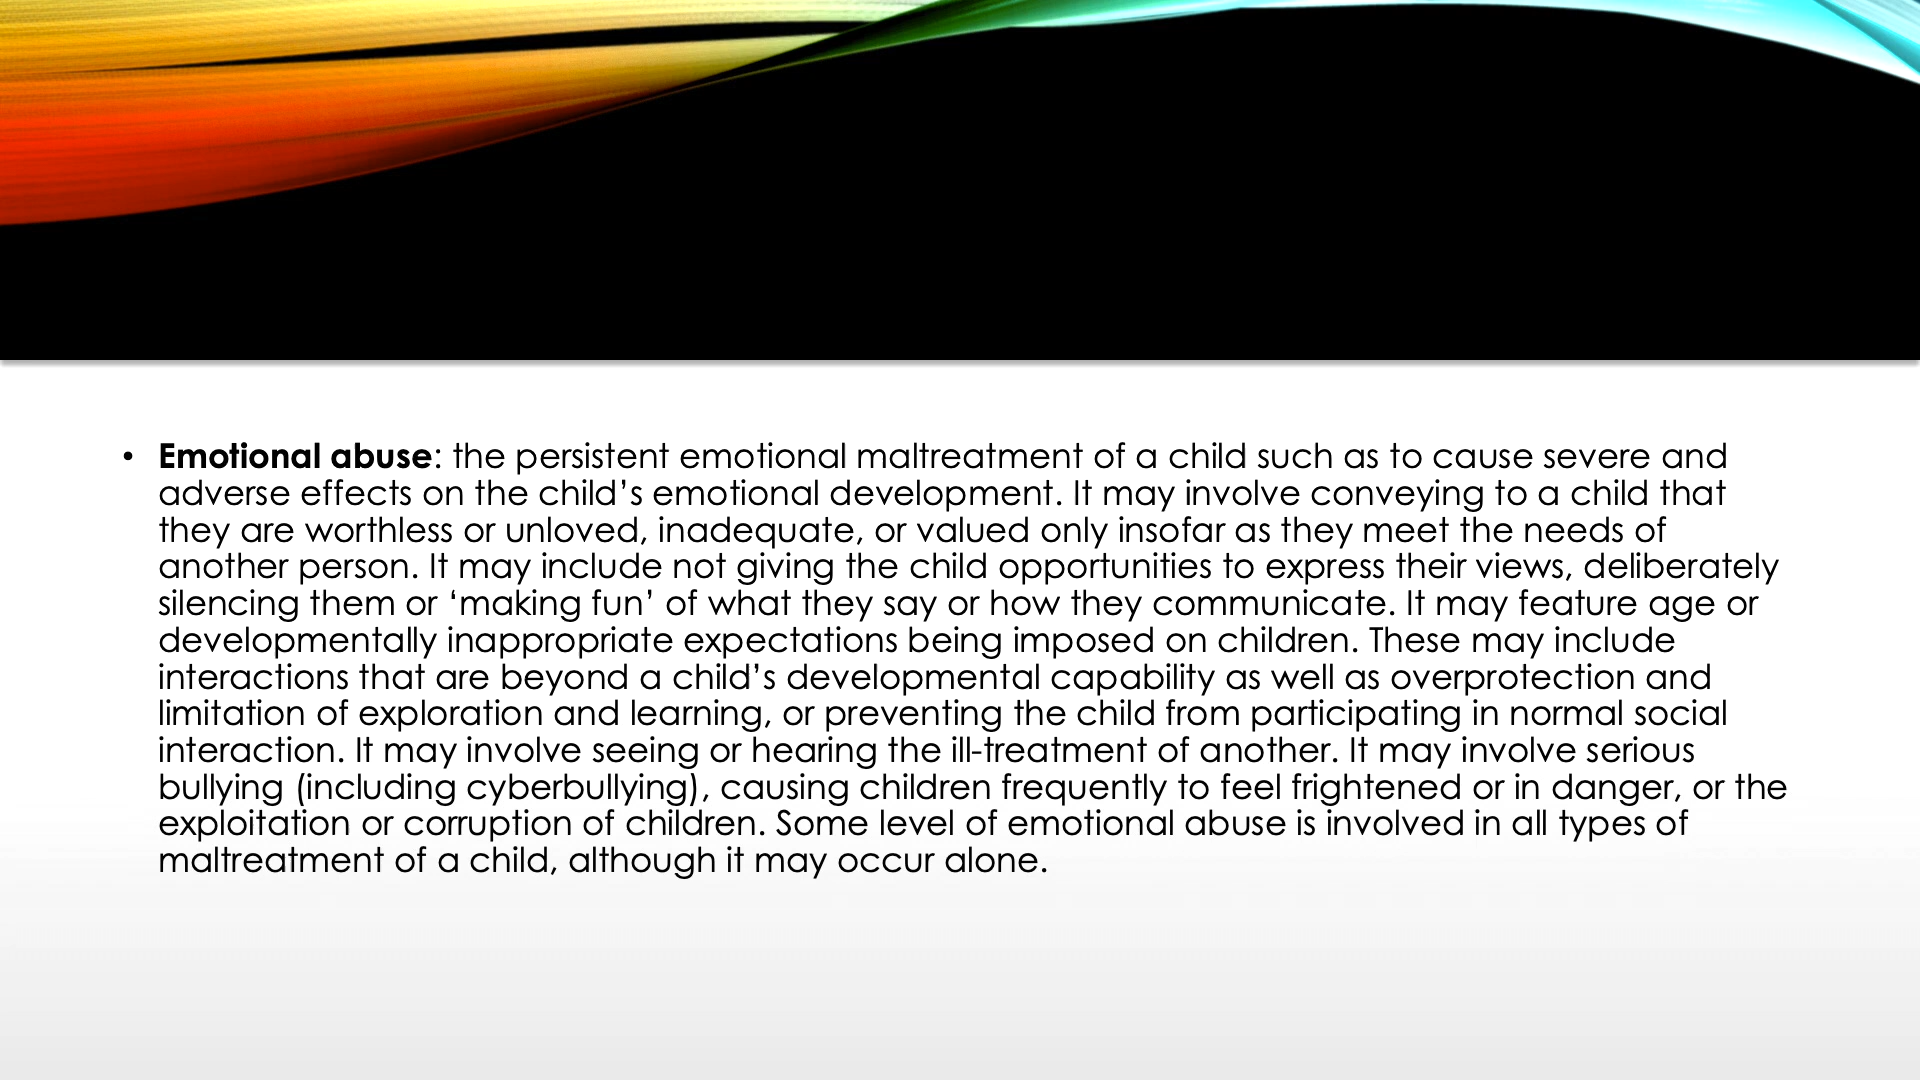 • Emotional abuse: the persistent emotional maltreatment of a child such as to cause severe and
adverse effects on the child’s emotional development. It may involve conveying to a child that
they are worthless or unloved, inadequate, or valued only insofar as they meet the needs of
another person. It may include not giving the child opportunities to express their views, deliberately
silencing them or ‘making fun’ of what they say or how they communicate. It may feature age or
developmentally inappropriate expectations being imposed on children. These may include
interactions that are beyond a child’s developmental capability as well as overprotection and
limitation of exploration and learning, or preventing the child from participating in normal social
interaction. It may involve seeing or hearing the ill-treatment of another. It may involve serious
bullying (including cyberbullying), causing children frequently to feel frightened or in danger, or the
exploitation or corruption of children. Some level of emotional abuse is involved in all types of
maltreatment of a child, although it may occur alone.